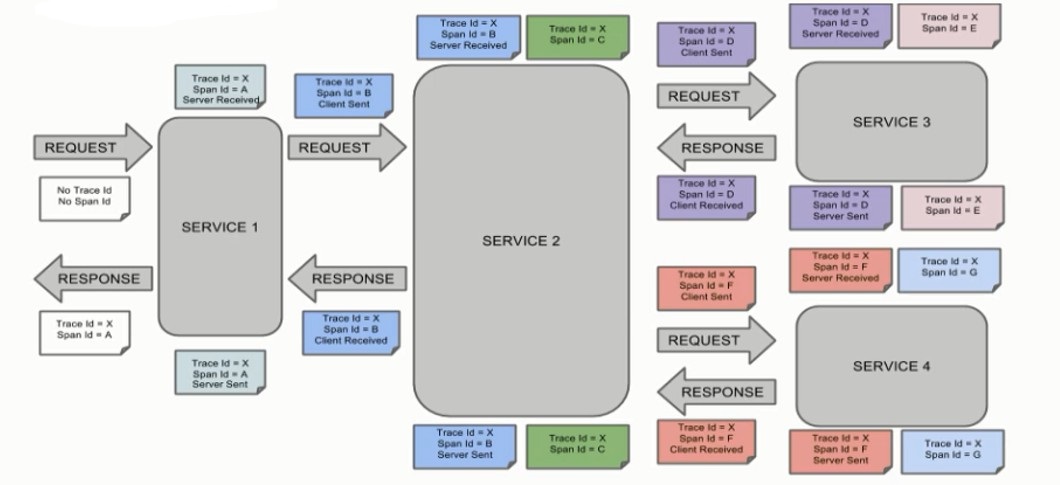 Trace Id = X
Span Id = B
Server Received
Trace Id = X
Span Id = C
Trace Id = X
Span Id = D
Client Sent
Trace Id = X
Span Id = D
Server Received
Trace Id = X
Span Id = E
Trace Id = X
Span Id = A
Server Received
Trace Id = X
Span Id = B
Client Sent
REQUEST
REQUEST
REQUEST
SERVICE 3
RESPONSE
No Trace Id
No Span Id
Trace Id = X
Span Id = D
Client Received
Trace Id = X
Span Id = D
Server Sent
Trace Id = X
Span Id = E
SERVICE 1
SERVICE 2
Trace Id = X
Span Id = F
Server Received
Trace Id = X
Span Id = G
RESPONSE
RESPONSE
Trace Id = X
Span Id = F
Client Sent
Trace Id = X
Span Id = A
Trace Id = X
Span Id = B
Client Received
REQUEST
SERVICE 4
RESPONSE
Trace Id = X
Span Id = A
Server Sent
Trace Id = X
Span Id = B
Server Sent
Trace Id = X
Span Id = C
Trace Id = X
Span Id = F
Client Received
Trace Id = X
Span Id = F
Server Sent
Trace Id = X
Span Id = G